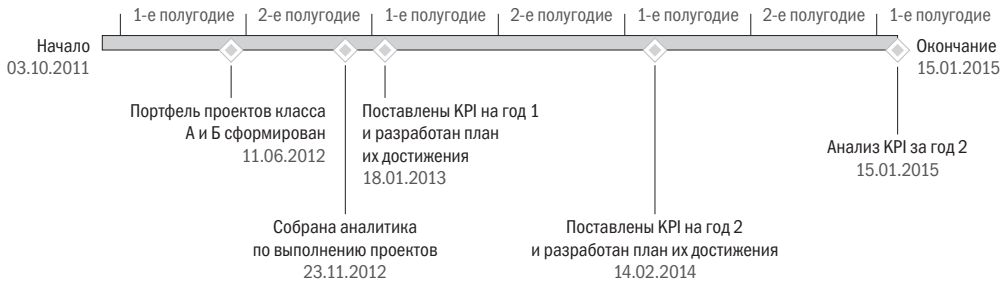 1-е полугодие 2-е полугодие 1-е полугодие 2-е полугодие 1-е полугодие 2-е полугодие 1-е полугодие
Начало
03.10.2011
Окончание
15.01.2015
Портфель проектов класса
А и Б сформирован
11.06.2012
Поставлены KPI на год 1
и разработан план
их достижения
18.01.2013
Анализ KPI за год 2
15.01.2015
Собрана аналитика
по выполнению проектов
23.11.2012
Поставлены KPI на год 2
и разработан план их достижения
14.02.2014